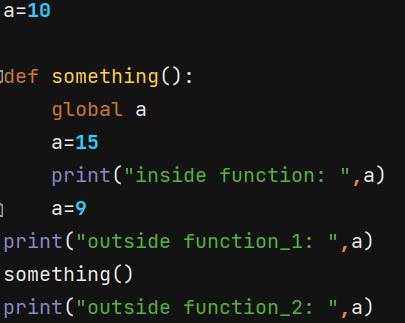 a=10
def something():
    global a
    a=15
    print("inside function: ",a)
    a=9
print("outside function_1: ",a)
something()
print("outside function_2: ",a)